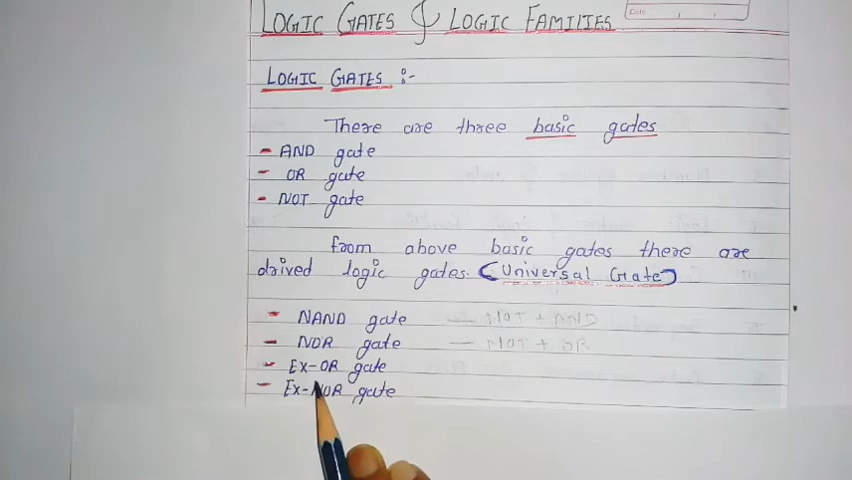 LOGIC GATES & LOGIC FAMILIES
Date
LOGIC GATES :-
There are three basic gates
- AND gate
- OR gate
- NOT gate
from above basic gates there are
drived logic gates. (Universal Gate)
- NAND gate — NOT + AND
- NOR gate — NOT + OR
- Ex-OR gate
- Ex-NOR gate